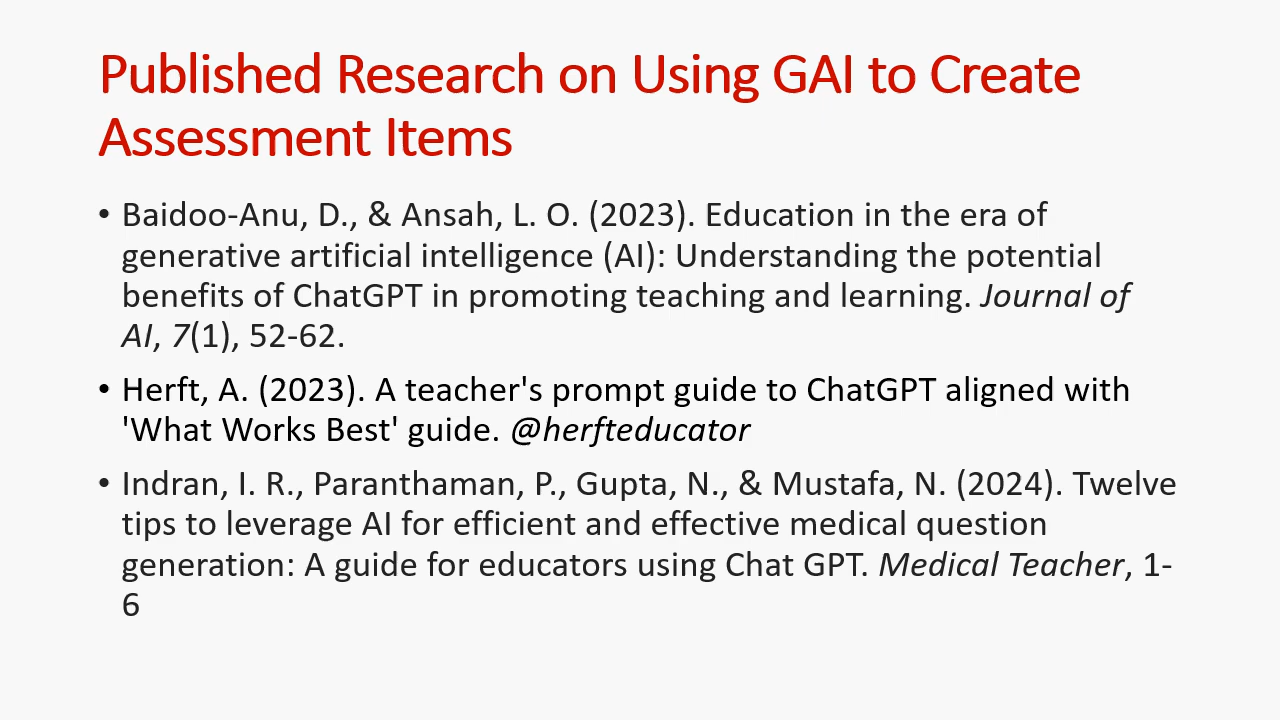 Published Research on Using GAI to Create
Assessment Items
• Baidoo-Anu, D., & Ansah, L. O. (2023). Education in the era of
generative artificial intelligence (AI): Understanding the potential
benefits of ChatGPT in promoting teaching and learning. Journal of
AI, 7(1), 52-62.
• Herft, A. (2023). A teacher's prompt guide to ChatGPT aligned with
'What Works Best' guide. @herfteducator
• Indran, I. R., Paranthaman, P., Gupta, N., & Mustafa, N. (2024). Twelve
tips to leverage AI for efficient and effective medical question
generation: A guide for educators using Chat GPT. Medical Teacher, 1-
6